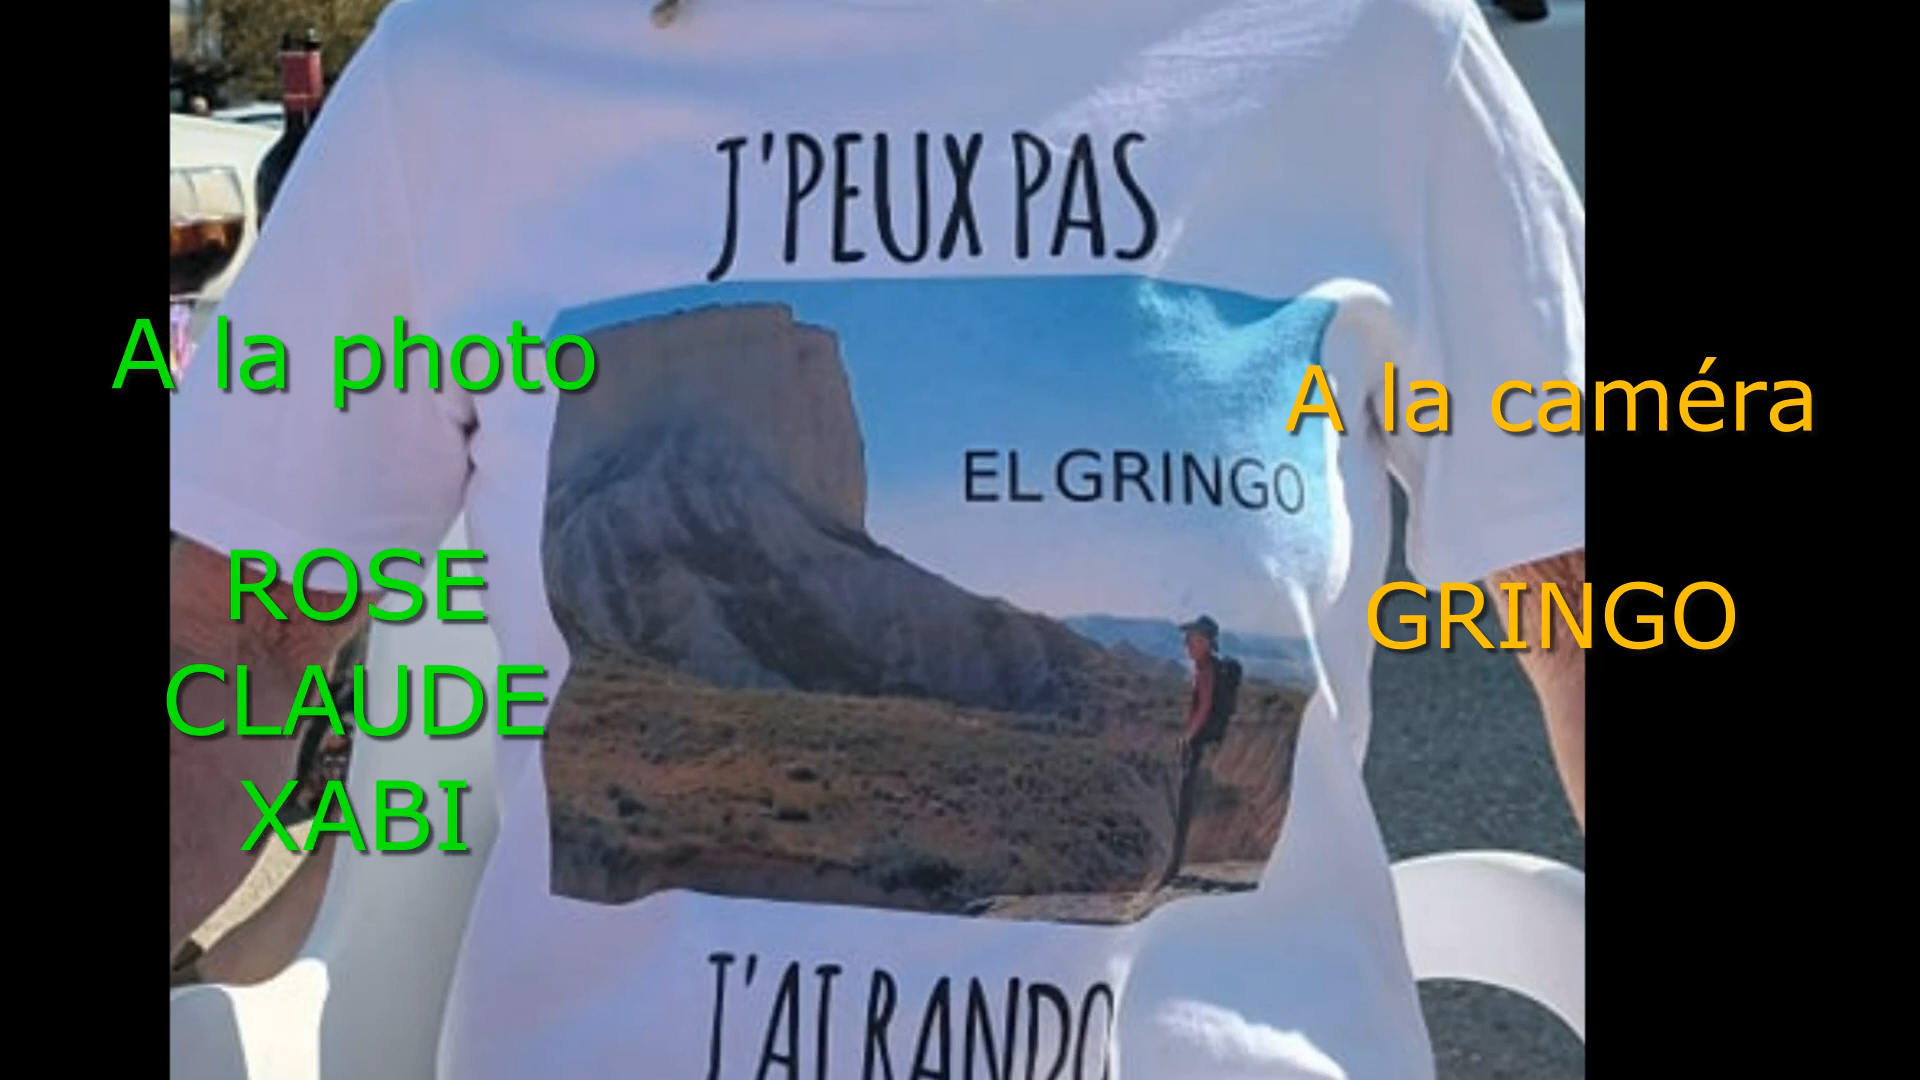 J'PEUX PAS
A la photo
A la caméra
EL GRINGO
ROSE
GRINGO
CLAUDE
XABI
J'AI RANDO